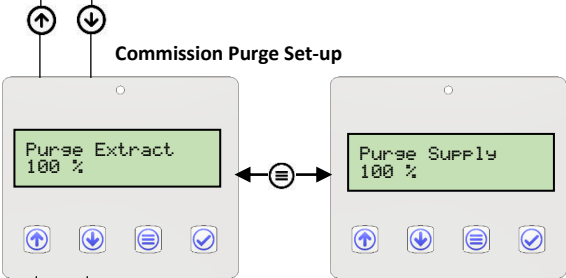 Commission Purge Set-up
Purge Extract
100 %
Purge Supply
100 %